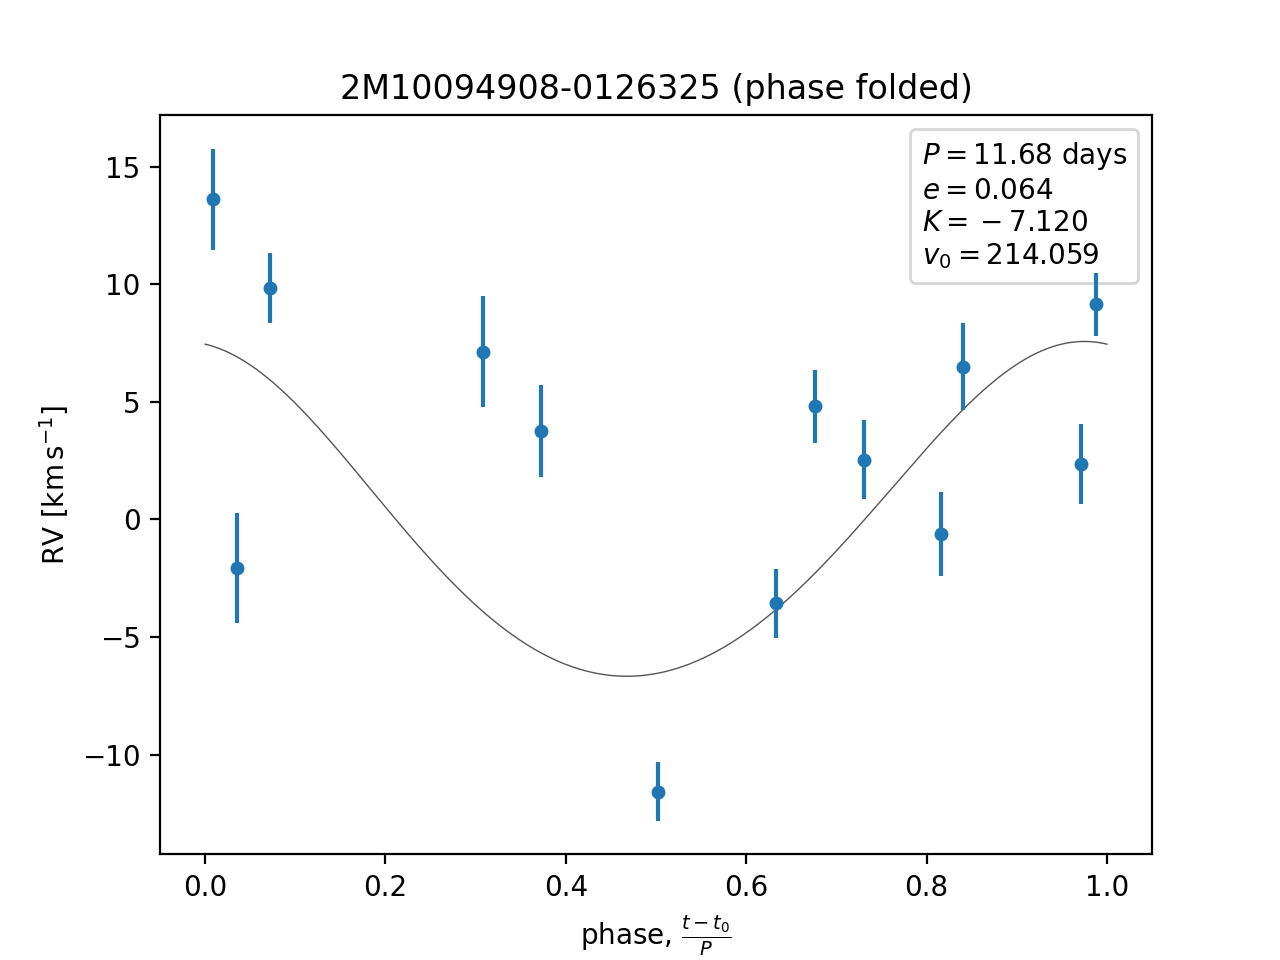 2M10094908-0126325 (phase folded)
P = 11.68 days
e = 0.064
K = −7.120
v₀ = 214.059
15
10
5
0
−5
−10
RV [km s⁻¹]
0.0 0.2 0.4 0.6 0.8 1.0
phase, (t − t₀)/P